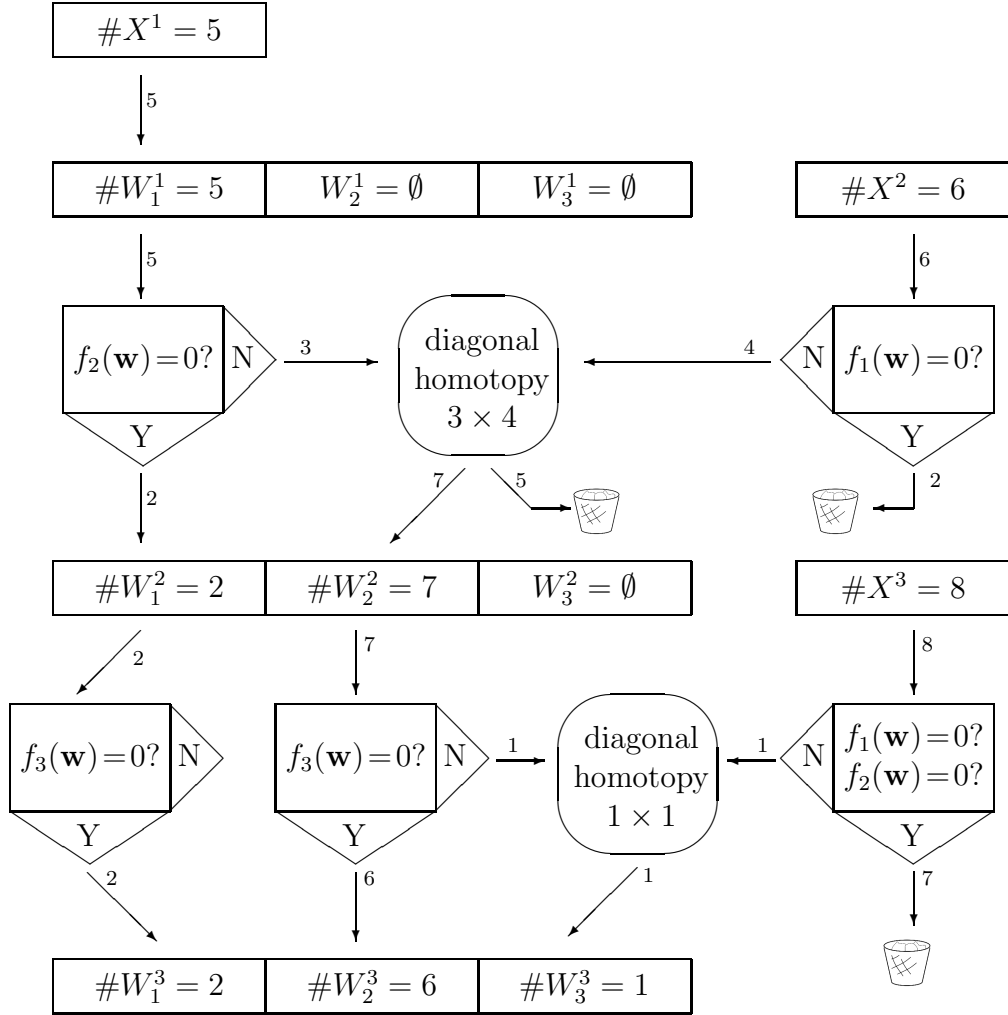 #X¹ = 5
5
#W₁¹ = 5 W₂¹ = ∅ W₃¹ = ∅ #X² = 6
5 6
f₂(w) = 0? N 3 diagonal homotopy 3 × 4 4 N f₁(w) = 0?
Y Y
2 7 5 2
#W₁² = 2 #W₂² = 7 W₃² = ∅ #X³ = 8
2 7 8
f₃(w) = 0? N f₃(w) = 0? N 1 diagonal homotopy 1 × 1 1 N f₁(w) = 0? f₂(w) = 0?
Y Y Y
2 6 1 7
#W₁³ = 2 #W₂³ = 6 #W₃³ = 1